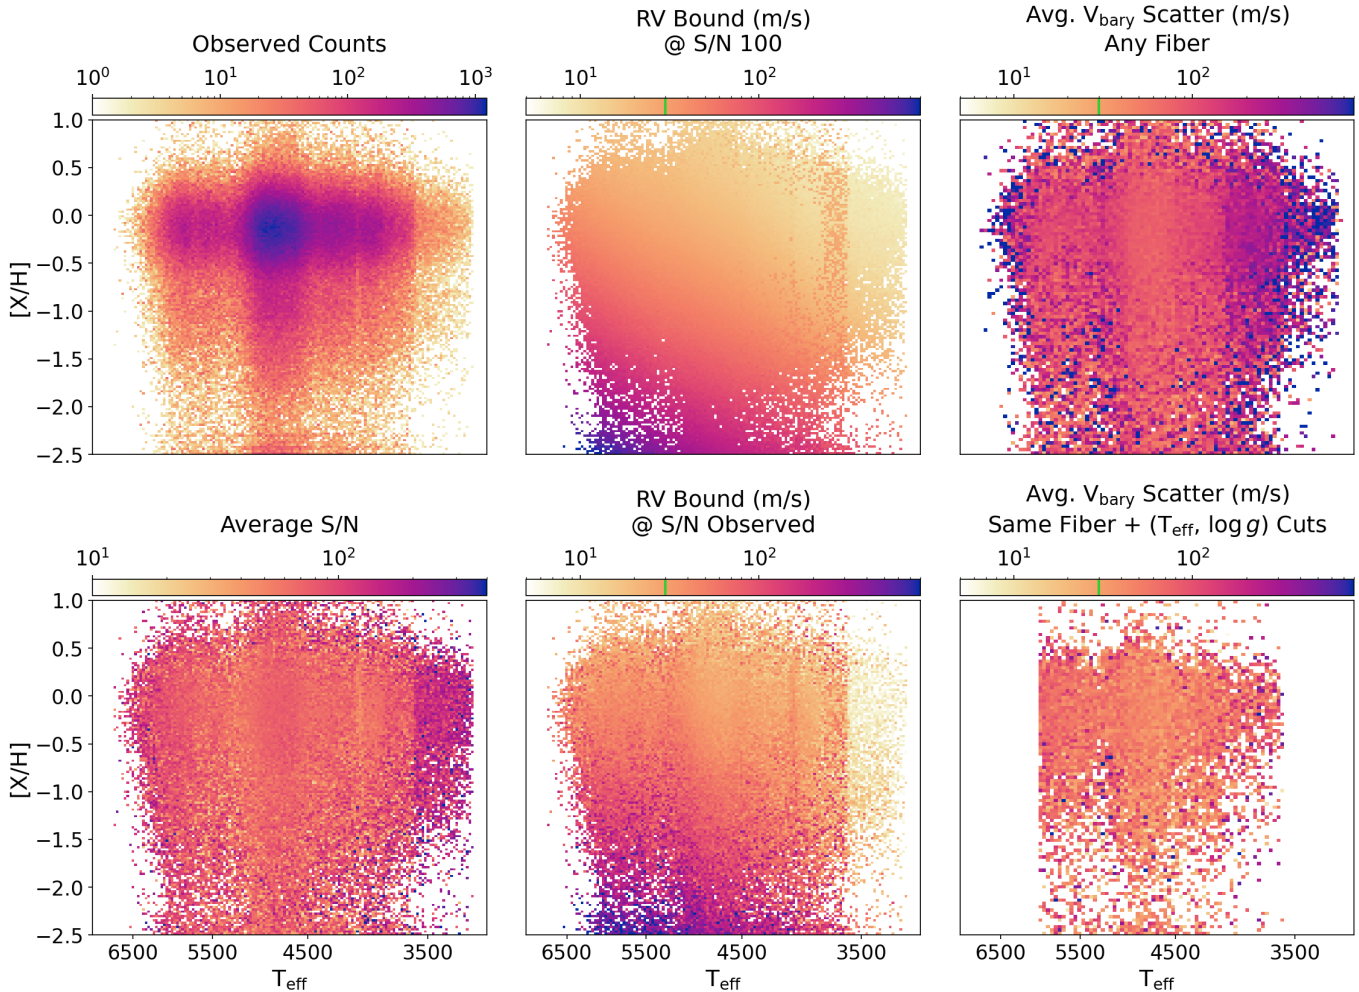 Observed Counts
10⁰ 10¹ 10² 10³
RV Bound (m/s)
@ S/N 100
10¹ 10²
Avg. V_bary Scatter (m/s)
Any Fiber
10¹ 10²
[X/H]
1.0
0.5
0.0
−0.5
−1.0
−1.5
−2.0
−2.5
Average S/N
10¹ 10²
RV Bound (m/s)
@ S/N Observed
10¹ 10²
Avg. V_bary Scatter (m/s)
Same Fiber + (T_eff, log g) Cuts
10¹ 10²
[X/H]
1.0
0.5
0.0
−0.5
−1.0
−1.5
−2.0
−2.5
6500 5500 4500 3500
T_eff
6500 5500 4500 3500
T_eff
6500 5500 4500 3500
T_eff